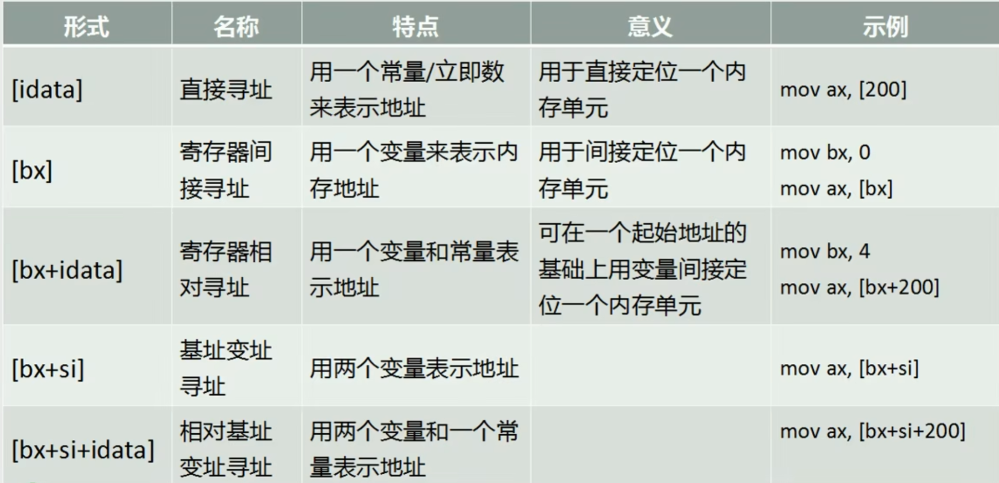 形式 名称 特点 意义 示例
[idata] 直接寻址 用一个常量/立即数 用于直接定位一个内 mov ax, [200]
来表示地址 存单元
[bx] 寄存器间 用一个变量来表示内 用于间接定位一个内 mov bx, 0
接寻址 存地址 存单元 mov ax, [bx]
[bx+idata] 寄存器相 用一个变量和常量表 可在一个起始地址的 mov bx, 4
对寻址 示地址 基础上用变量间接定 mov ax, [bx+200]
位一个内存单元
[bx+si] 基址变址 用两个变量表示地址 mov ax, [bx+si]
寻址
[bx+si+idata] 相对基址 用两个变量和一个常 mov ax, [bx+si+200]
变址寻址 量表示地址